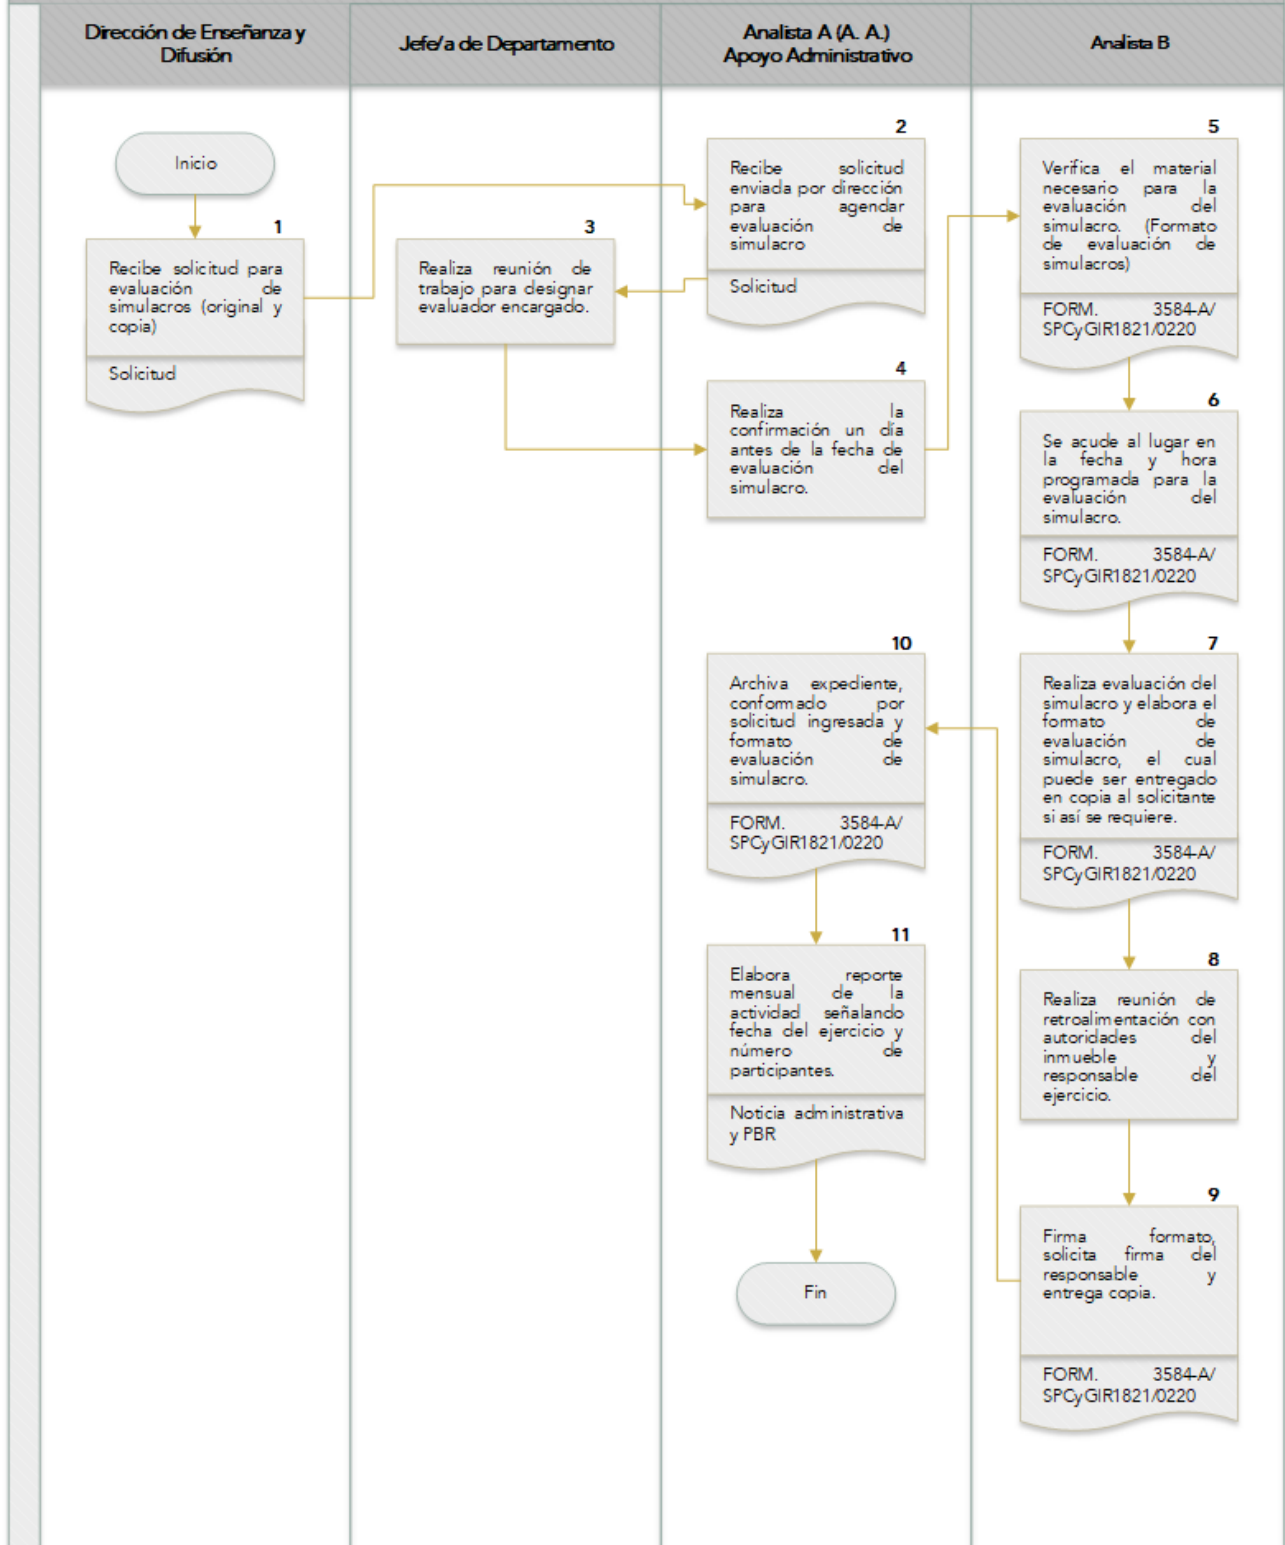 Dirección de Enseñanza y
Difusión
Jefe/a de Departamento
Analista A (A. A.)
Apoyo Administrativo
Analista B
Inicio
1
Recibe solicitud para
evaluación de
simulacros (original y
copia)
Solicitud
2
Recibe solicitud
enviada por dirección
para agendar
evaluación de
simulacro
Solicitud
3
Realiza reunión de
trabajo para designar
evaluador encargado.
4
Realiza la
confirmación un día
antes de la fecha de
evaluación del
simulacro.
5
Verifica el material
necesario para la
evaluación del
simulacro. (Formato
de evaluación de
simulacros)
FORM. 3584-A/
SPCyGIR1821/0220
6
Se acude al lugar en
la fecha y hora
programada para la
evaluación del
simulacro.
FORM. 3584-A/
SPCyGIR1821/0220
7
Realiza evaluación del
simulacro y elabora el
formato de
evaluación de
simulacro, el cual
puede ser entregado
en copia al solicitante
si así se requiere.
FORM. 3584-A/
SPCyGIR1821/0220
8
Realiza reunión de
retroalimentación con
autoridades del
inmueble y
responsable del
ejercicio.
9
Firma formato,
solicita firma del
responsable y
entrega copia.
FORM. 3584-A/
SPCyGIR1821/0220
10
Archiva expediente,
conformado por
solicitud ingresada y
formato de
evaluación de
simulacro.
FORM. 3584-A/
SPCyGIR1821/0220
11
Elabora reporte
mensual de la
actividad señalando
fecha del ejercicio y
número de
participantes.
Noticia administrativa
y PBR
Fin